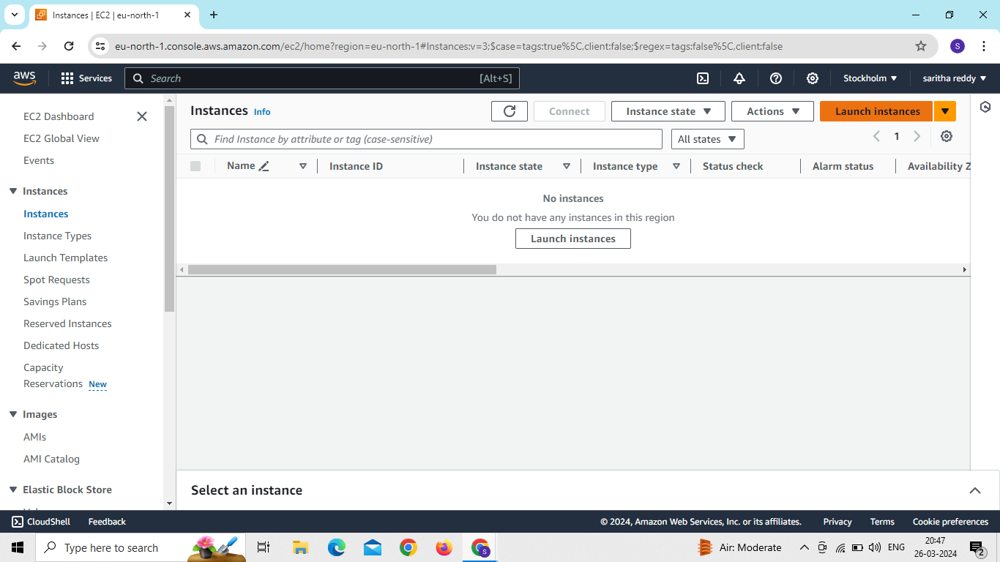 Instances | EC2 | eu-north-1
eu-north-1.console.aws.amazon.com/ec2/home?region=eu-north-1#Instances:v=3;$case=tags:true%5C,client:false;$regex=tags:false%5C,client:false
S
aws
Services
Search
[Alt+S]
Stockholm
saritha reddy
EC2 Dashboard
EC2 Global View
Events
Instances
Instances
Instance Types
Launch Templates
Spot Requests
Savings Plans
Reserved Instances
Dedicated Hosts
Capacity
Reservations New
Images
AMIs
AMI Catalog
Elastic Block Store
Instances Info
Connect
Instance state
Actions
Launch instances
Find Instance by attribute or tag (case-sensitive)
All states
1
Name
Instance ID
Instance state
Instance type
Status check
Alarm status
Availability Z
No instances
You do not have any instances in this region
Launch instances
Select an instance
CloudShell
Feedback
© 2024, Amazon Web Services, Inc. or its affiliates.
Privacy
Terms
Cookie preferences
Type here to search
S
Air: Moderate
ENG
20:47
26-03-2024
2